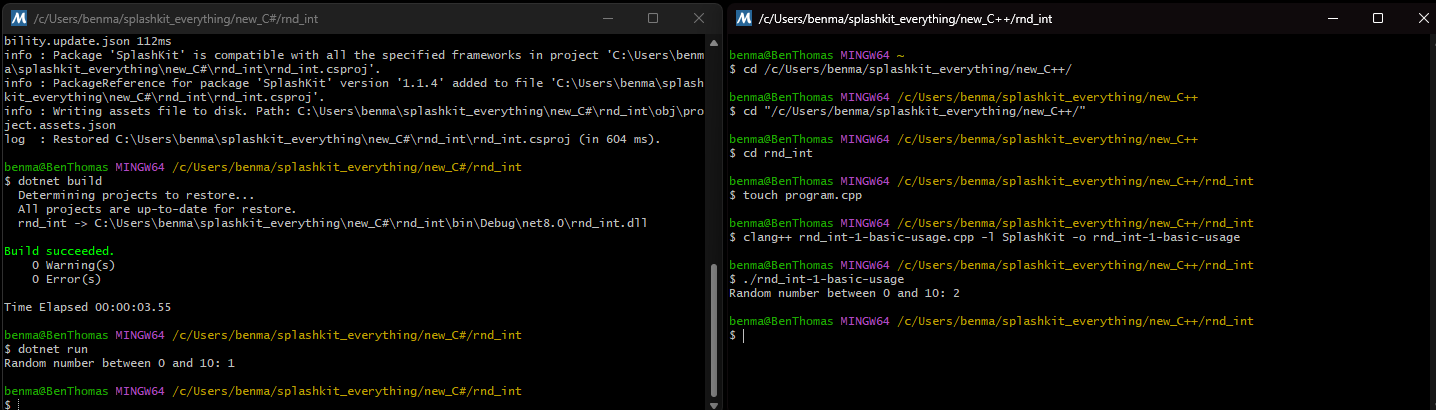 /c/Users/benma/splashkit_everything/new_C#/rnd_int
bility.update.json 112ms
info : Package 'SplashKit' is compatible with all the specified frameworks in project 'C:\Users\benm
a\splashkit_everything\new_C#\rnd_int\rnd_int.csproj'.
info : PackageReference for package 'SplashKit' version '1.1.4' added to file 'C:\Users\benma\splash
kit_everything\new_C#\rnd_int\rnd_int.csproj'.
info : Writing assets file to disk. Path: C:\Users\benma\splashkit_everything\new_C#\rnd_int\obj\pro
ject.assets.json
log  : Restored C:\Users\benma\splashkit_everything\new_C#\rnd_int\rnd_int.csproj (in 604 ms).
benma@BenThomas MINGW64 /c/Users/benma/splashkit_everything/new_C#/rnd_int
$ dotnet build
  Determining projects to restore...
  All projects are up-to-date for restore.
  rnd_int -> C:\Users\benma\splashkit_everything\new_C#\rnd_int\bin\Debug\net8.0\rnd_int.dll
Build succeeded.
    0 Warning(s)
    0 Error(s)
Time Elapsed 00:00:03.55
benma@BenThomas MINGW64 /c/Users/benma/splashkit_everything/new_C#/rnd_int
$ dotnet run
Random number between 0 and 10: 1
benma@BenThomas MINGW64 /c/Users/benma/splashkit_everything/new_C#/rnd_int
$
/c/Users/benma/splashkit_everything/new_C++/rnd_int
benma@BenThomas MINGW64 ~
$ cd /c/Users/benma/splashkit_everything/new_C++/
benma@BenThomas MINGW64 /c/Users/benma/splashkit_everything/new_C++
$ cd "/c/Users/benma/splashkit_everything/new_C++/"
benma@BenThomas MINGW64 /c/Users/benma/splashkit_everything/new_C++
$ cd rnd_int
benma@BenThomas MINGW64 /c/Users/benma/splashkit_everything/new_C++/rnd_int
$ touch program.cpp
benma@BenThomas MINGW64 /c/Users/benma/splashkit_everything/new_C++/rnd_int
$ clang++ rnd_int-1-basic-usage.cpp -l SplashKit -o rnd_int-1-basic-usage
benma@BenThomas MINGW64 /c/Users/benma/splashkit_everything/new_C++/rnd_int
$ ./rnd_int-1-basic-usage
Random number between 0 and 10: 2
benma@BenThomas MINGW64 /c/Users/benma/splashkit_everything/new_C++/rnd_int
$